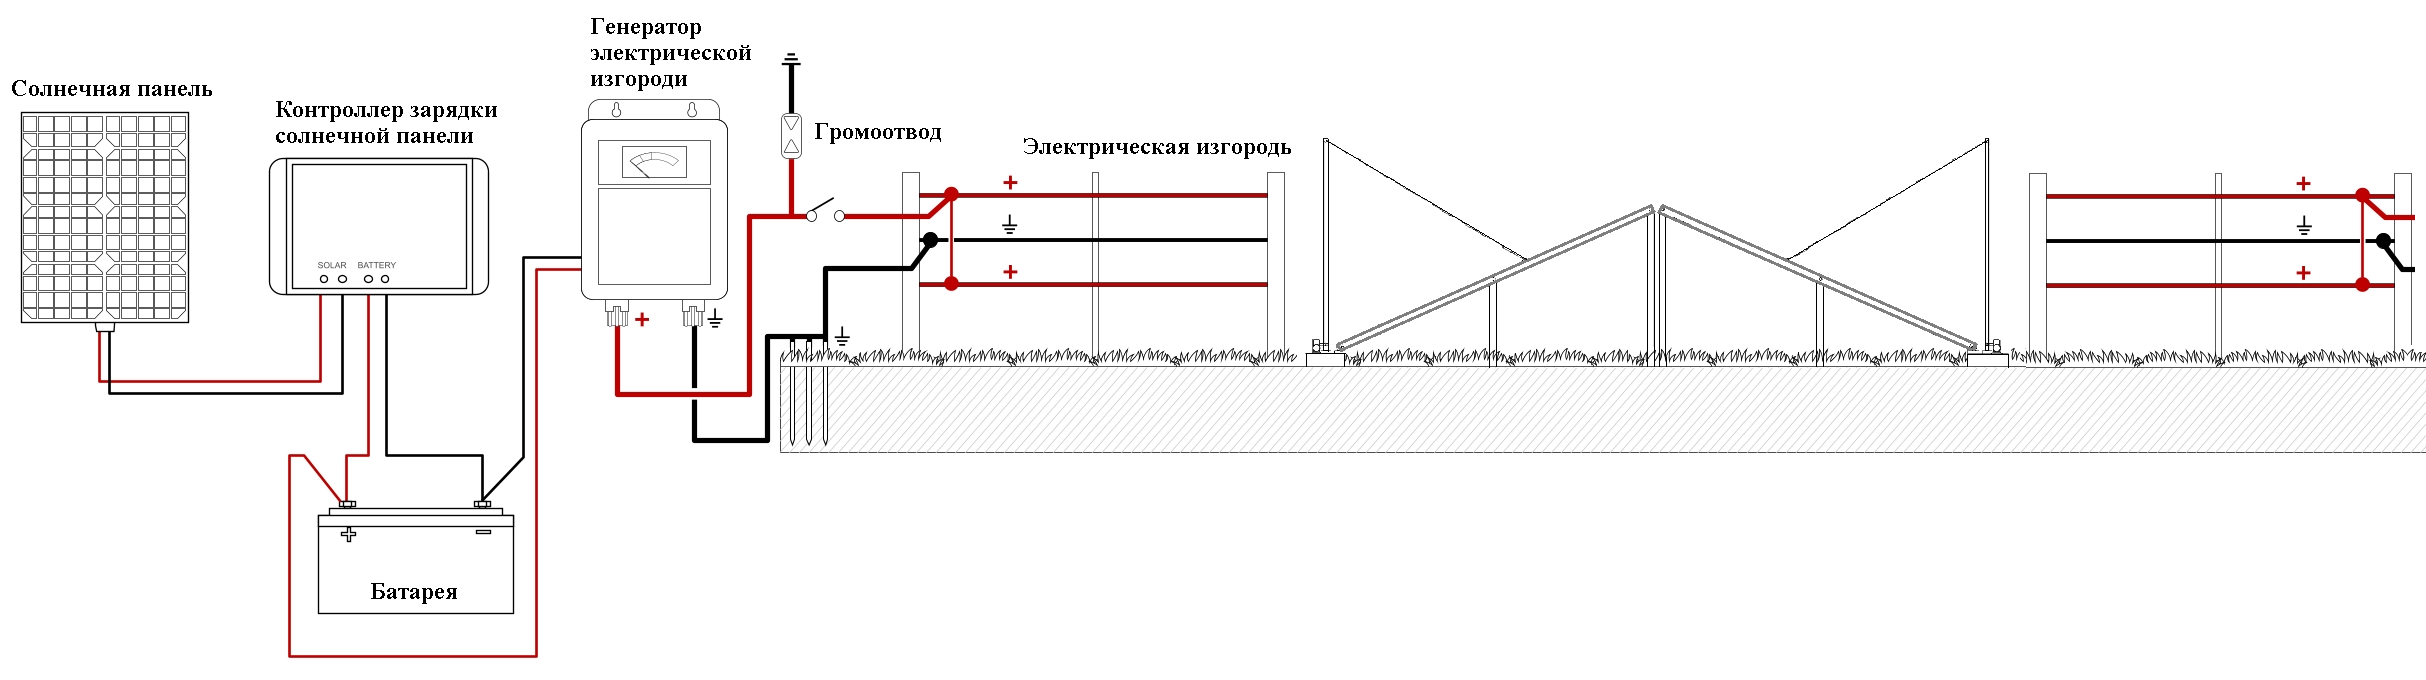 Солнечная панель
Контроллер зарядки
солнечной панели
SOLAR BATTERY
Генератор
электрической
изгороди
Громоотвод
Электрическая изгородь
+
+
+
+
+
+
−
Батарея